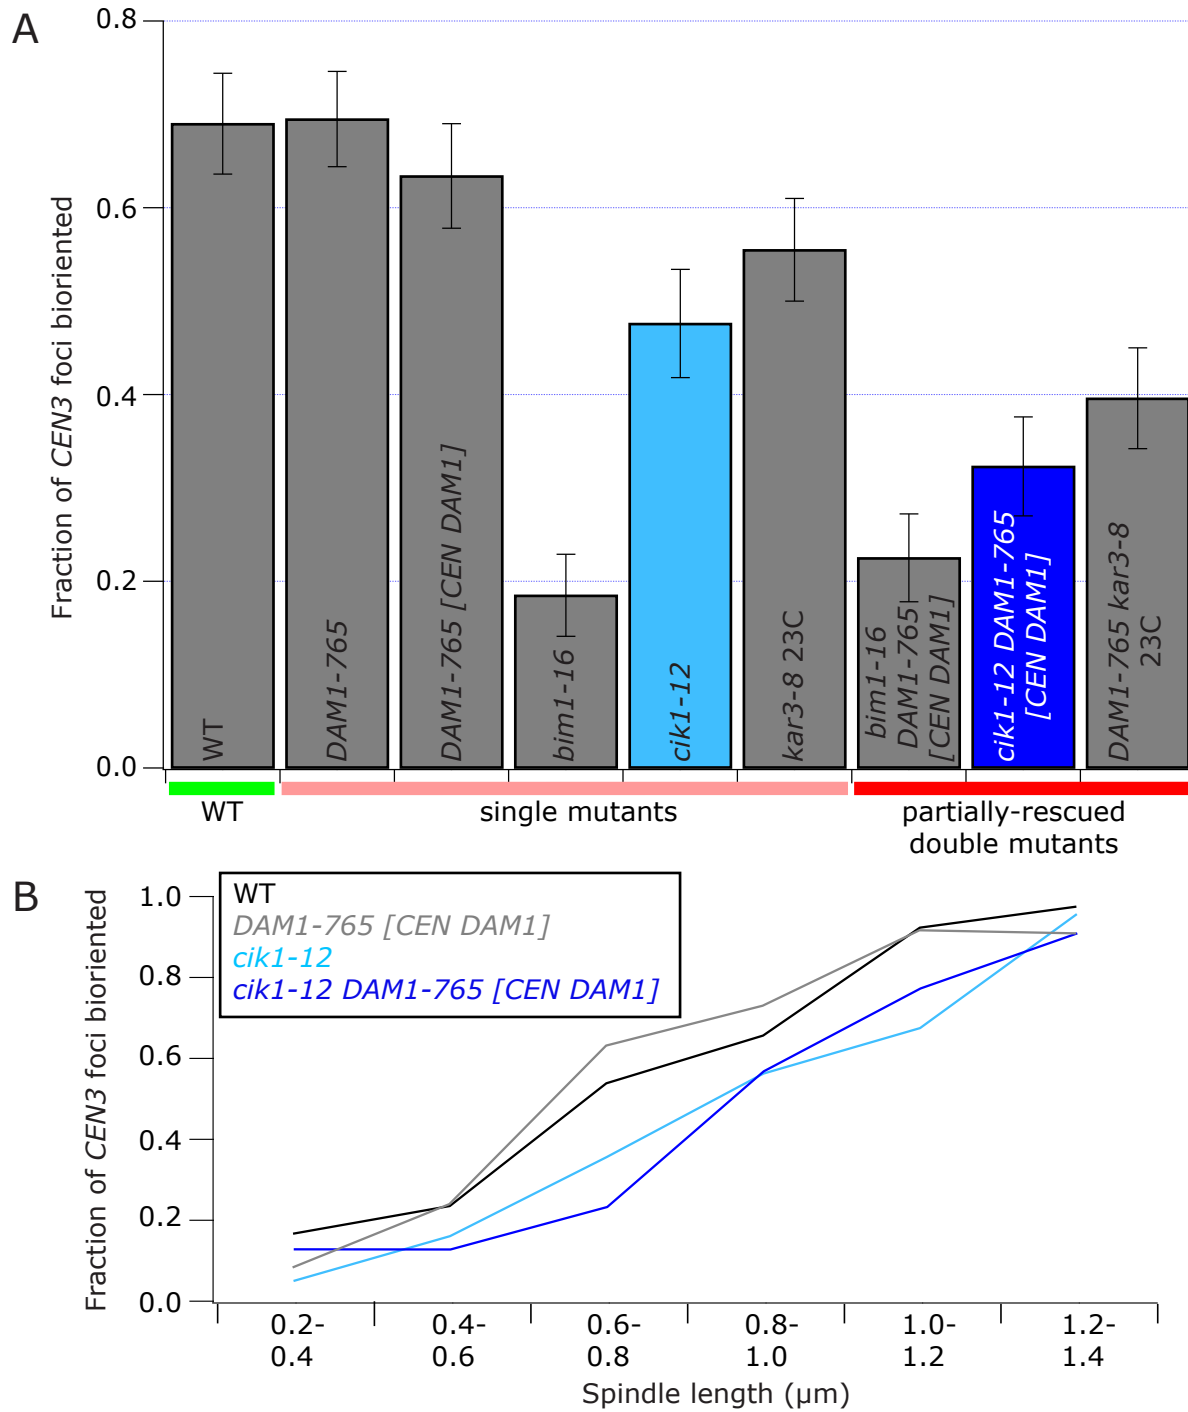 A
Fraction of CEN3 foci bioriented
0.8
0.6
0.4
0.2
0.0
WT
DAM1-765
DAM1-765 [CEN DAM1]
bim1-16
cik1-12
kar3-8 23C
bim1-16
DAM1-765
[CEN DAM1]
cik1-12 DAM1-765
[CEN DAM1]
DAM1-765 kar3-8
23C
WT
single mutants
partially-rescued
double mutants
B
Fraction of CEN3 foci bioriented
1.0
0.8
0.6
0.4
0.2
0.0
WT
DAM1-765 [CEN DAM1]
cik1-12
cik1-12 DAM1-765 [CEN DAM1]
0.2-
0.4
0.4-
0.6
0.6-
0.8
0.8-
1.0
1.0-
1.2
1.2-
1.4
Spindle length (μm)